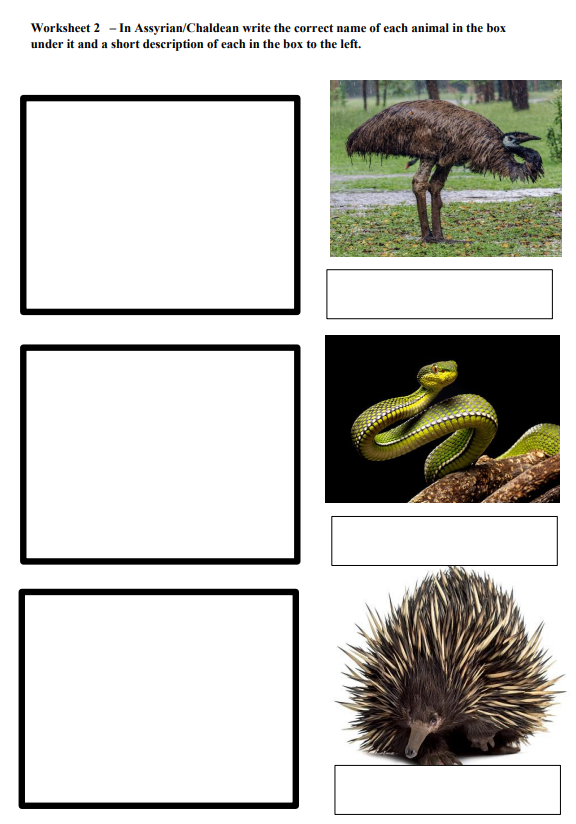 Worksheet 2 – In Assyrian/Chaldean write the correct name of each animal in the box
under it and a short description of each in the box to the left.